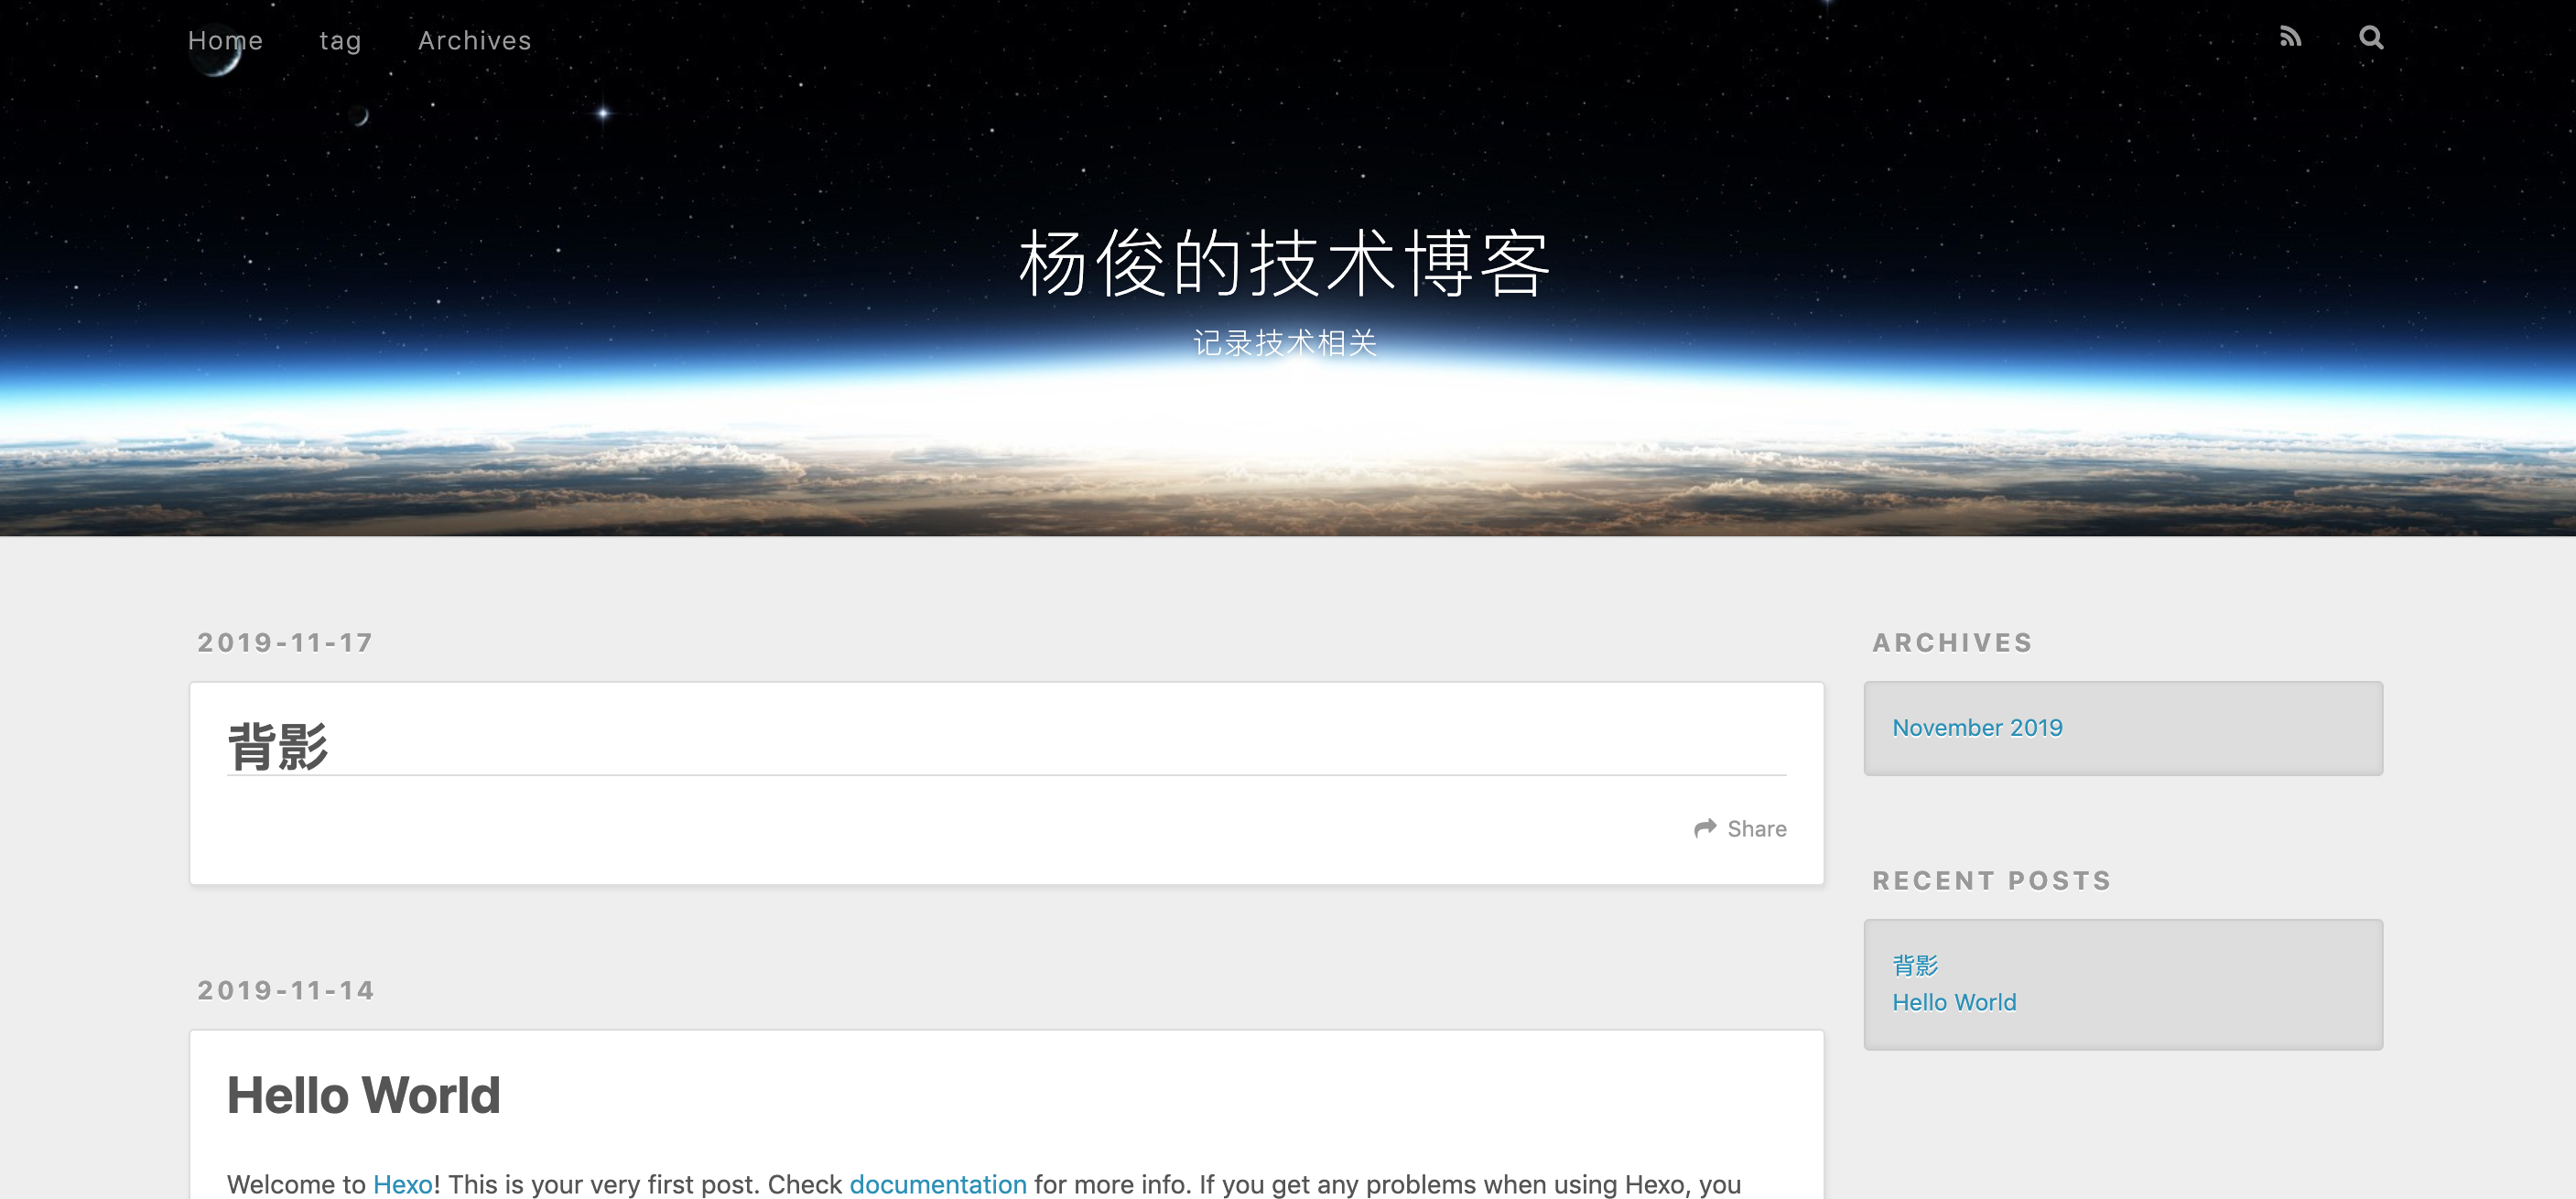 Home tag Archives
杨俊的技术博客
记录技术相关
2019-11-17
背影
Share
2019-11-14
Hello World
Welcome to Hexo! This is your very first post. Check documentation for more info. If you get any problems when using Hexo, you
ARCHIVES
November 2019
RECENT POSTS
背影
Hello World